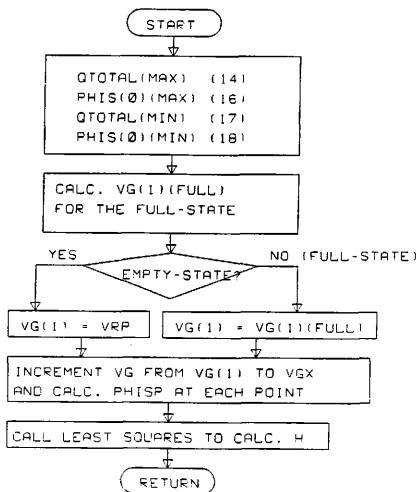 START
QTOTAL(MAX) (14)
PHIS(0)(MAX) (16)
QTOTAL(MIN) (17)
PHIS(0)(MIN) (18)
CALC. VG(1)(FULL)
FOR THE FULL-STATE
YES
NO (FULL-STATE)
EMPTY-STATE?
VG(1) = VRP
VG(1) = VG(1)(FULL)
INCREMENT VG FROM VG(1) TO VGX
AND CALC. PHISP AT EACH POINT
CALL LEAST SQUARES TO CALC. H
RETURN